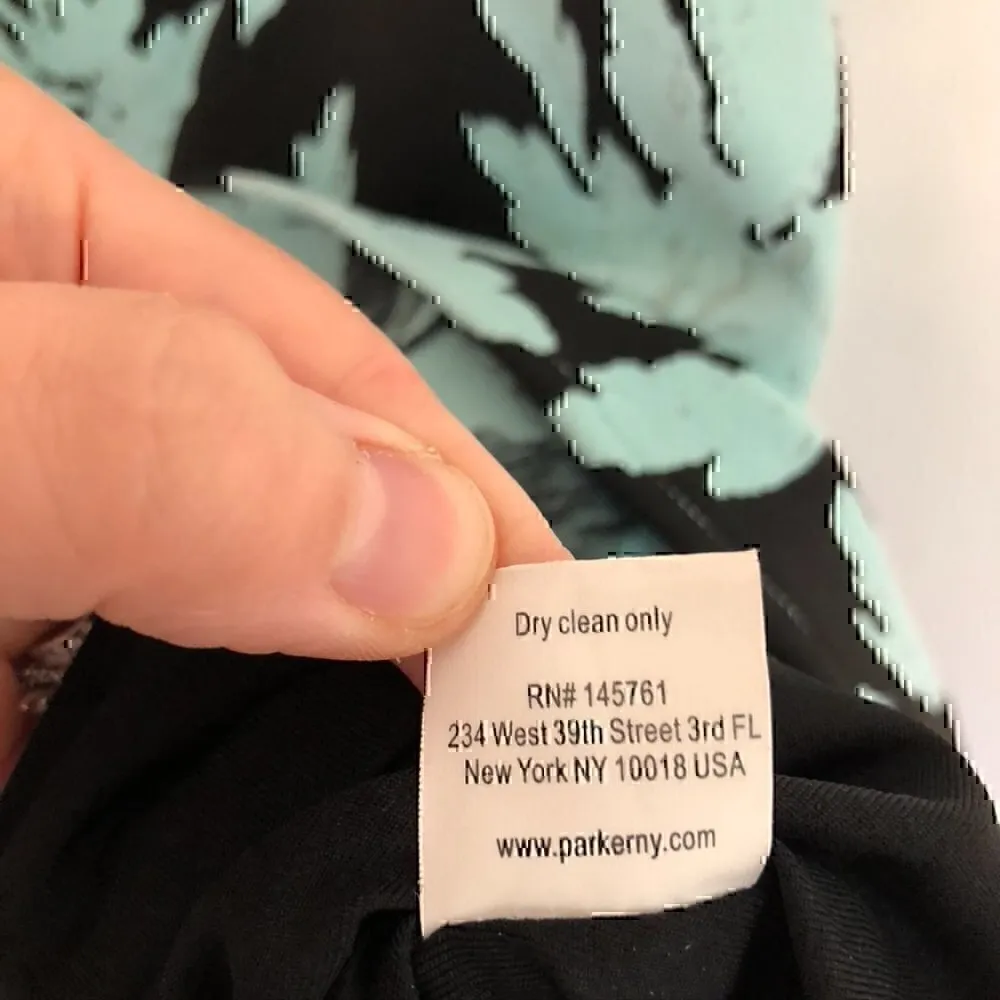 Dry clean only
RN# 145761
234 West 39th Street 3rd FL
New York NY 10018 USA
www.parkerny.com